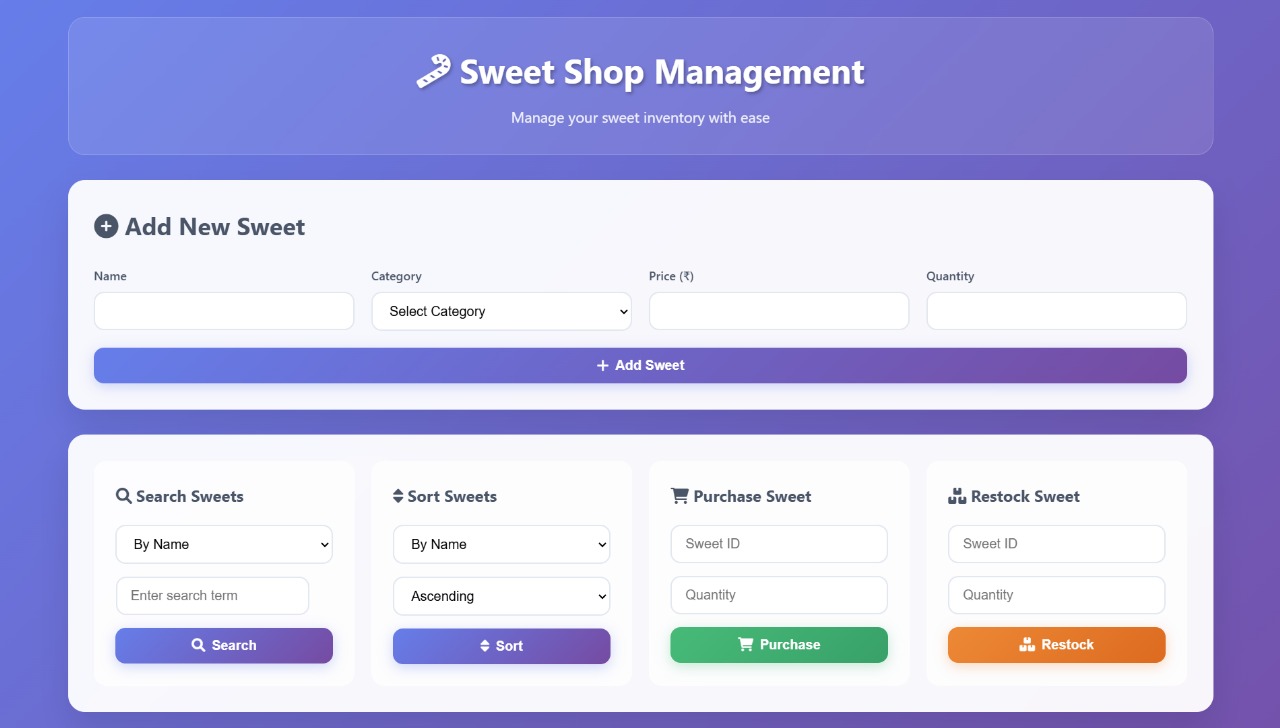 Sweet Shop Management
Manage your sweet inventory with ease
Add New Sweet
Name
Category
Price (₹)
Quantity
Select Category
Add Sweet
Search Sweets
By Name
Enter search term
Search
Sort Sweets
By Name
Ascending
Sort
Purchase Sweet
Sweet ID
Quantity
Purchase
Restock Sweet
Sweet ID
Quantity
Restock